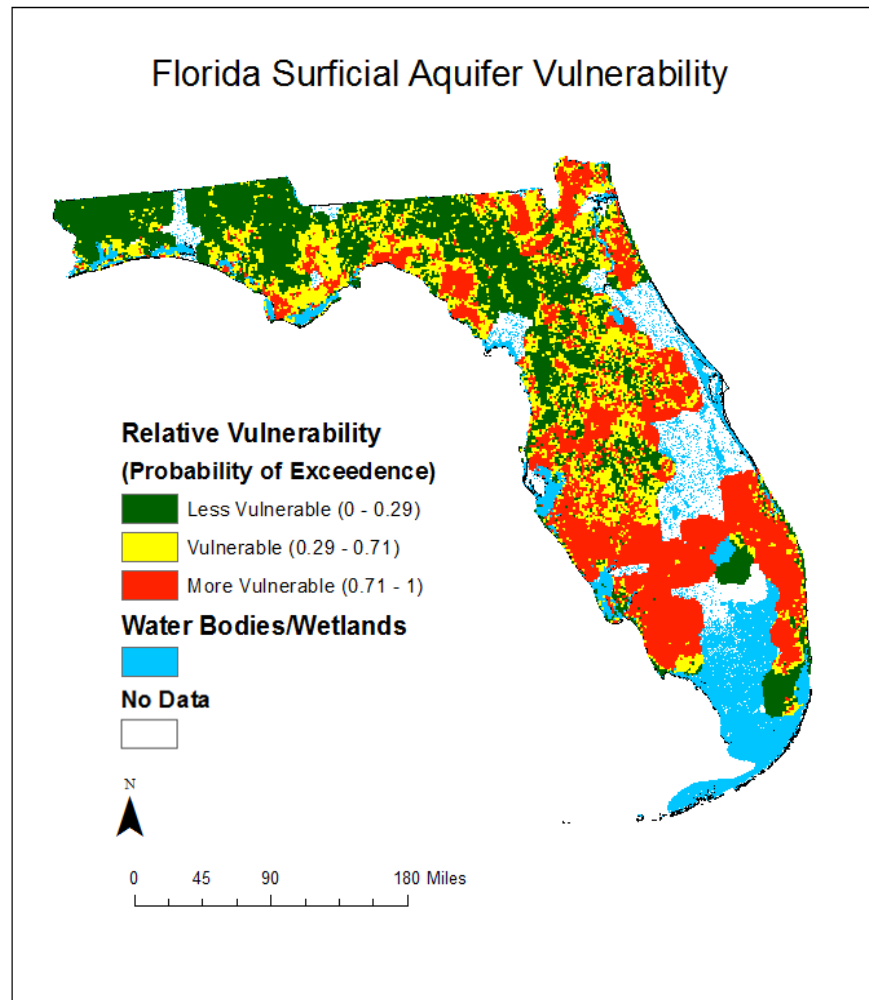 Florida Surficial Aquifer Vulnerability
Relative Vulnerability
(Probability of Exceedence)
Less Vulnerable (0 - 0.29)
Vulnerable (0.29 - 0.71)
More Vulnerable (0.71 - 1)
Water Bodies/Wetlands
No Data
N
0 45 90 180 Miles